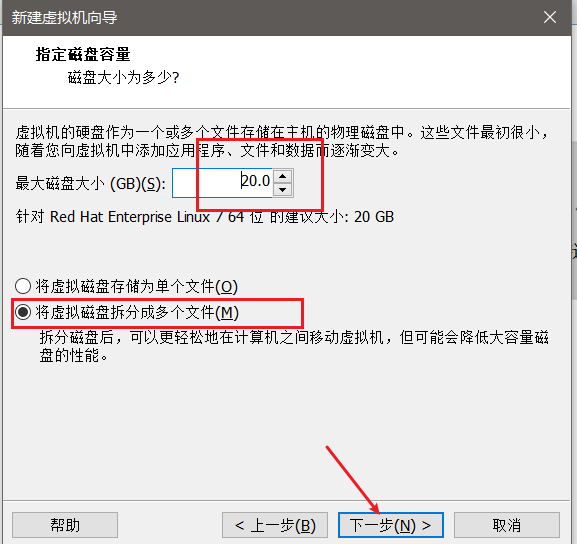 新建虚拟机向导
指定磁盘容量
磁盘大小为多少?
虚拟机的硬盘作为一个或多个文件存储在主机的物理磁盘中。这些文件最初很小，
随着您向虚拟机中添加应用程序、文件和数据而逐渐变大。
最大磁盘大小 (GB)(S): 20.0
针对 Red Hat Enterprise Linux 7 64 位 的建议大小: 20 GB
将虚拟磁盘存储为单个文件(O)
将虚拟磁盘拆分成多个文件(M)
拆分磁盘后，可以更轻松地在计算机之间移动虚拟机，但可能会降低大容量磁
盘的性能。
帮助 < 上一步(B) 下一步(N) > 取消